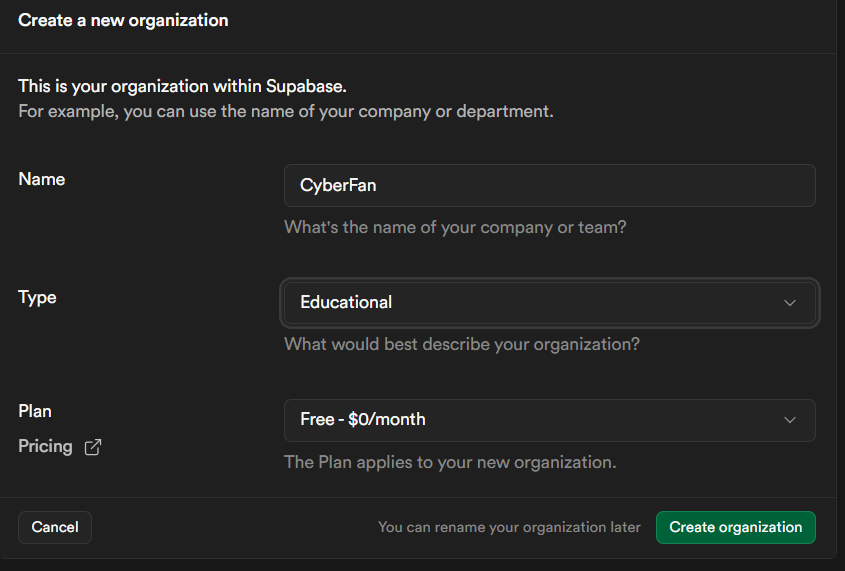 Create a new organization
This is your organization within Supabase.
For example, you can use the name of your company or department.
Name
CyberFan
What's the name of your company or team?
Type
Educational
What would best describe your organization?
Plan
Pricing
Free - $0/month
The Plan applies to your new organization.
Cancel
You can rename your organization later
Create organization